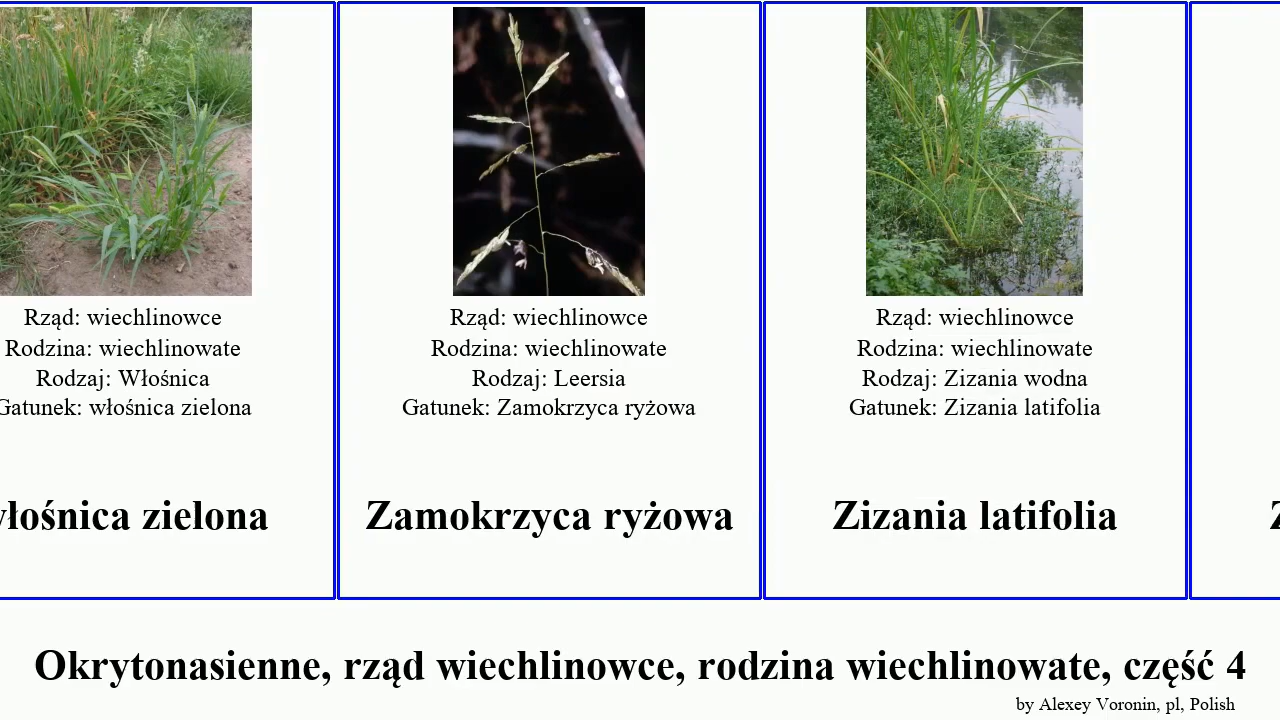 Rząd: wiechlinowce
Rodzina: wiechlinowate
Rodzaj: Włośnica
Gatunek: włośnica zielona
włośnica zielona
Rząd: wiechlinowce
Rodzina: wiechlinowate
Rodzaj: Leersia
Gatunek: Zamokrzyca ryżowa
Zamokrzyca ryżowa
Rząd: wiechlinowce
Rodzina: wiechlinowate
Rodzaj: Zizania wodna
Gatunek: Zizania latifolia
Zizania latifolia
Okrytonasienne, rząd wiechlinowce, rodzina wiechlinowate, część 4
by Alexey Voronin, pl, Polish